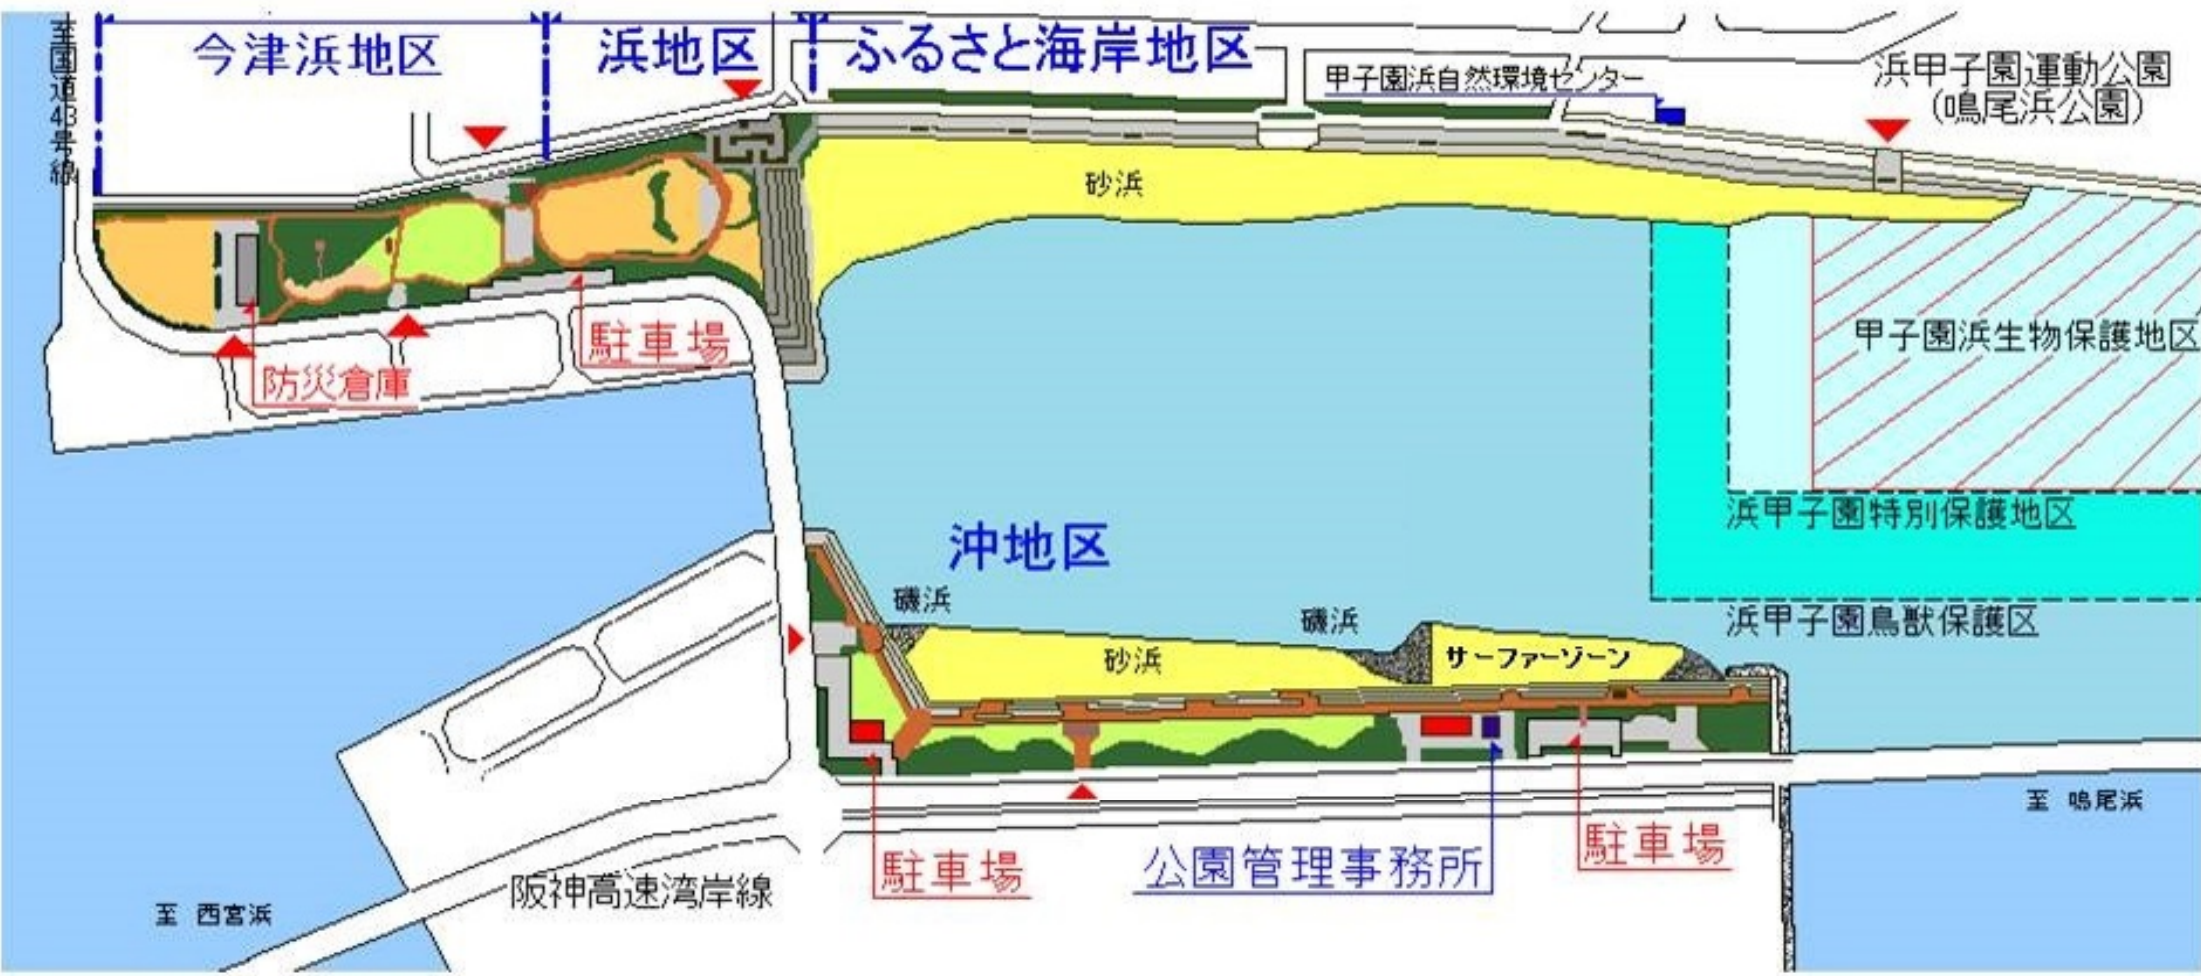 至国道43号線
今津浜地区
浜地区
ふるさと海岸地区
甲子園浜自然環境センター
浜甲子園運動公園
(鳴尾浜公園)
砂浜
駐車場
防災倉庫
甲子園浜生物保護地区
浜甲子園特別保護地区
浜甲子園鳥獣保護区
沖地区
磯浜
磯浜
砂浜
サーファーゾーン
至 鳴尾浜
駐車場
公園管理事務所
駐車場
阪神高速湾岸線
至 西宮浜